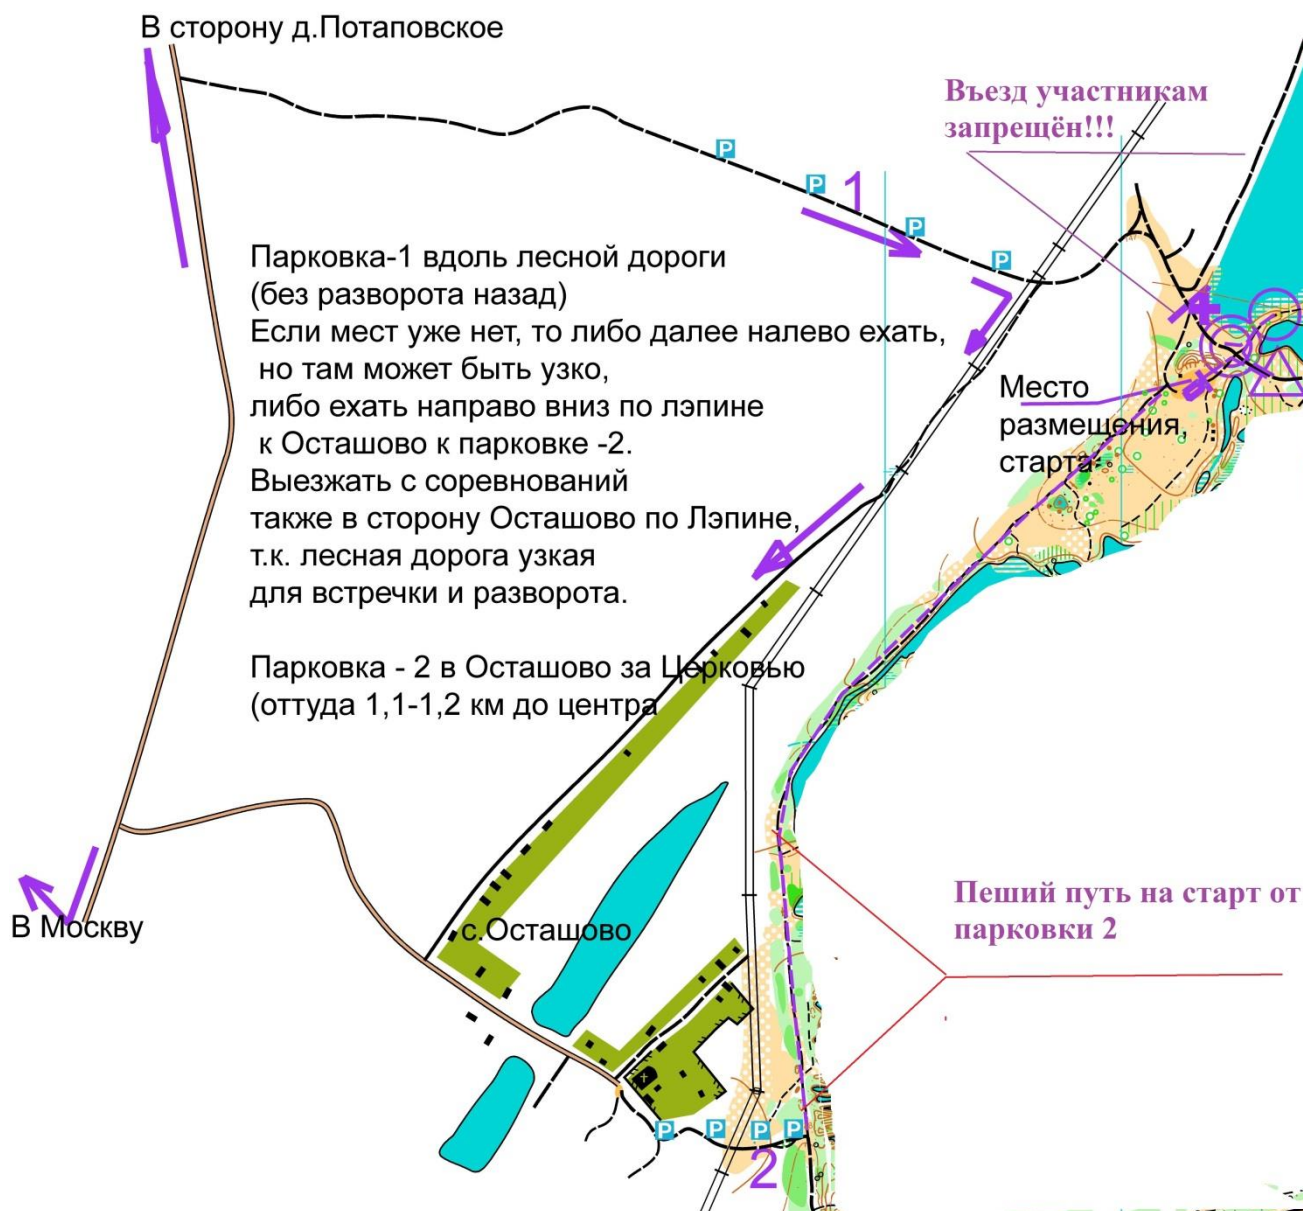 В сторону д.Потаповское
Въезд участникам
запрещён!!!
P
P
1
P
P
Парковка-1 вдоль лесной дороги
(без разворота назад)
Если мест уже нет, то либо далее налево ехать,
но там может быть узко,
либо ехать направо вниз по лэпине
к Осташово к парковке -2.
Выезжать с соревнований
также в сторону Осташово по Лэпине,
т.к. лесная дорога узкая
для встречки и разворота.
Место
размещения,
старта
Парковка - 2 в Осташово за Церковью
(оттуда 1,1-1,2 км до центра
В Москву
с.Осташово
Пеший путь на старт от
парковки 2
P
P
P
P
2